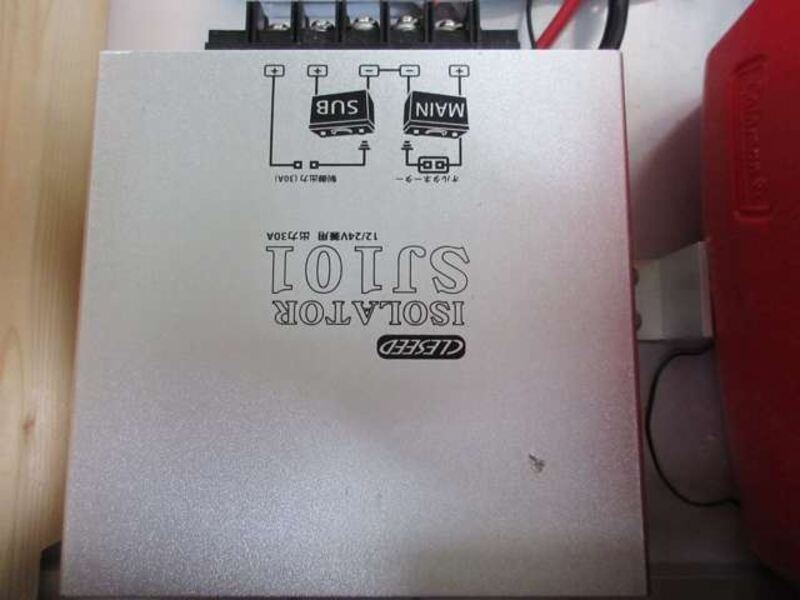 CLESEED
ISOLATOR
SJ101
12/24V兼用 出力30A
オルタネーター
制御出力(30A)
MAIN
SUB
+ - - + +